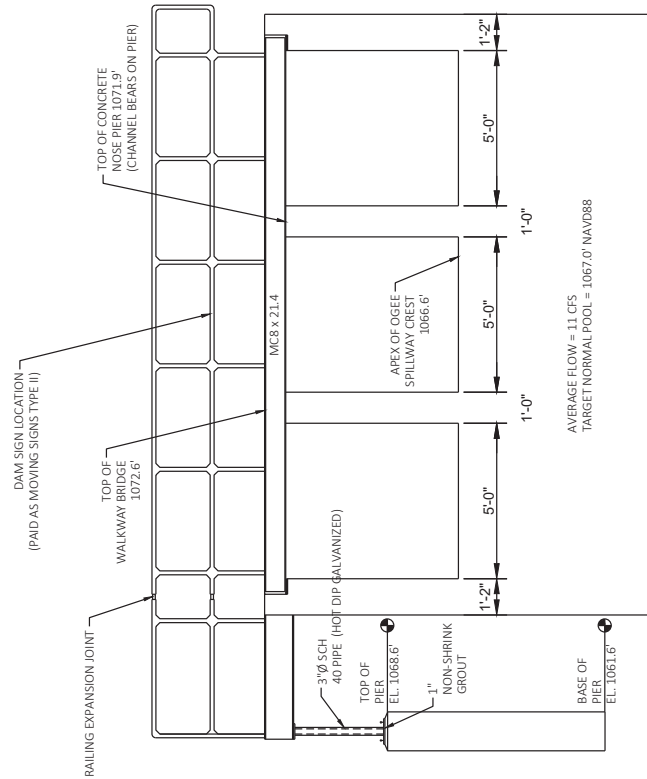 DAM SIGN LOCATION
(PAID AS MOVING SIGNS TYPE II)
RAILING EXPANSION JOINT
TOP OF
WALKWAY BRIDGE
1072.6'
TOP OF CONCRETE
NOSE PIER 1071.9'
(CHANNEL BEARS ON PIER)
MC8 x 21.4
3"Ø SCH
40 PIPE (HOT DIP GALVANIZED)
TOP OF
PIER
EL. 1068.6'
1"
NON-SHRINK
GROUT
BASE OF
PIER
EL. 1061.6'
APEX OF OGEE
SPILLWAY CREST
1066.6'
1'-2"
5'-0"
1'-0"
5'-0"
1'-0"
5'-0"
1'-2"
AVERAGE FLOW = 11 CFS
TARGET NORMAL POOL = 1067.0' NAVD88